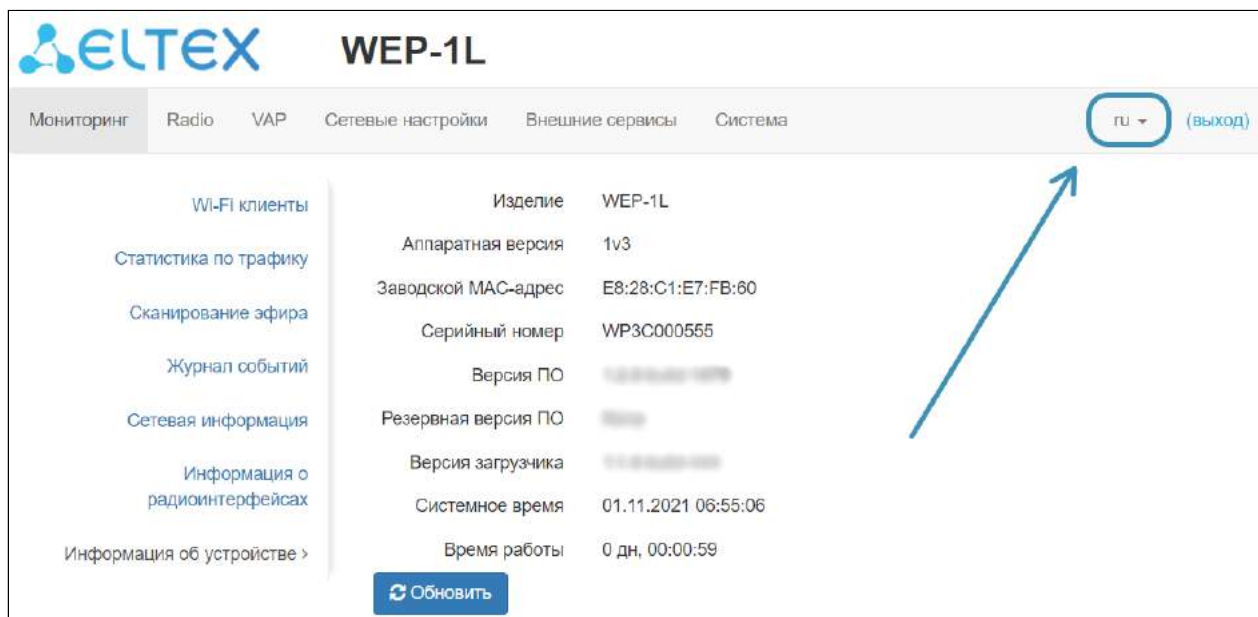 ELTEX WEP-1L
Мониторинг Radio VAP Сетевые настройки Внешние сервисы Система ru (выход)
Wi-Fi клиенты
Статистика по трафику
Сканирование эфира
Журнал событий
Сетевая информация
Информация о
радиоинтерфейсах
Информация об устройстве >
Изделие WEP-1L
Аппаратная версия 1v3
Заводской MAC-адрес E8:28:C1:E7:FB:60
Серийный номер WP3C000555
Версия ПО
Резервная версия ПО
Версия загрузчика
Системное время 01.11.2021 06:55:06
Время работы 0 дн, 00:00:59
Обновить